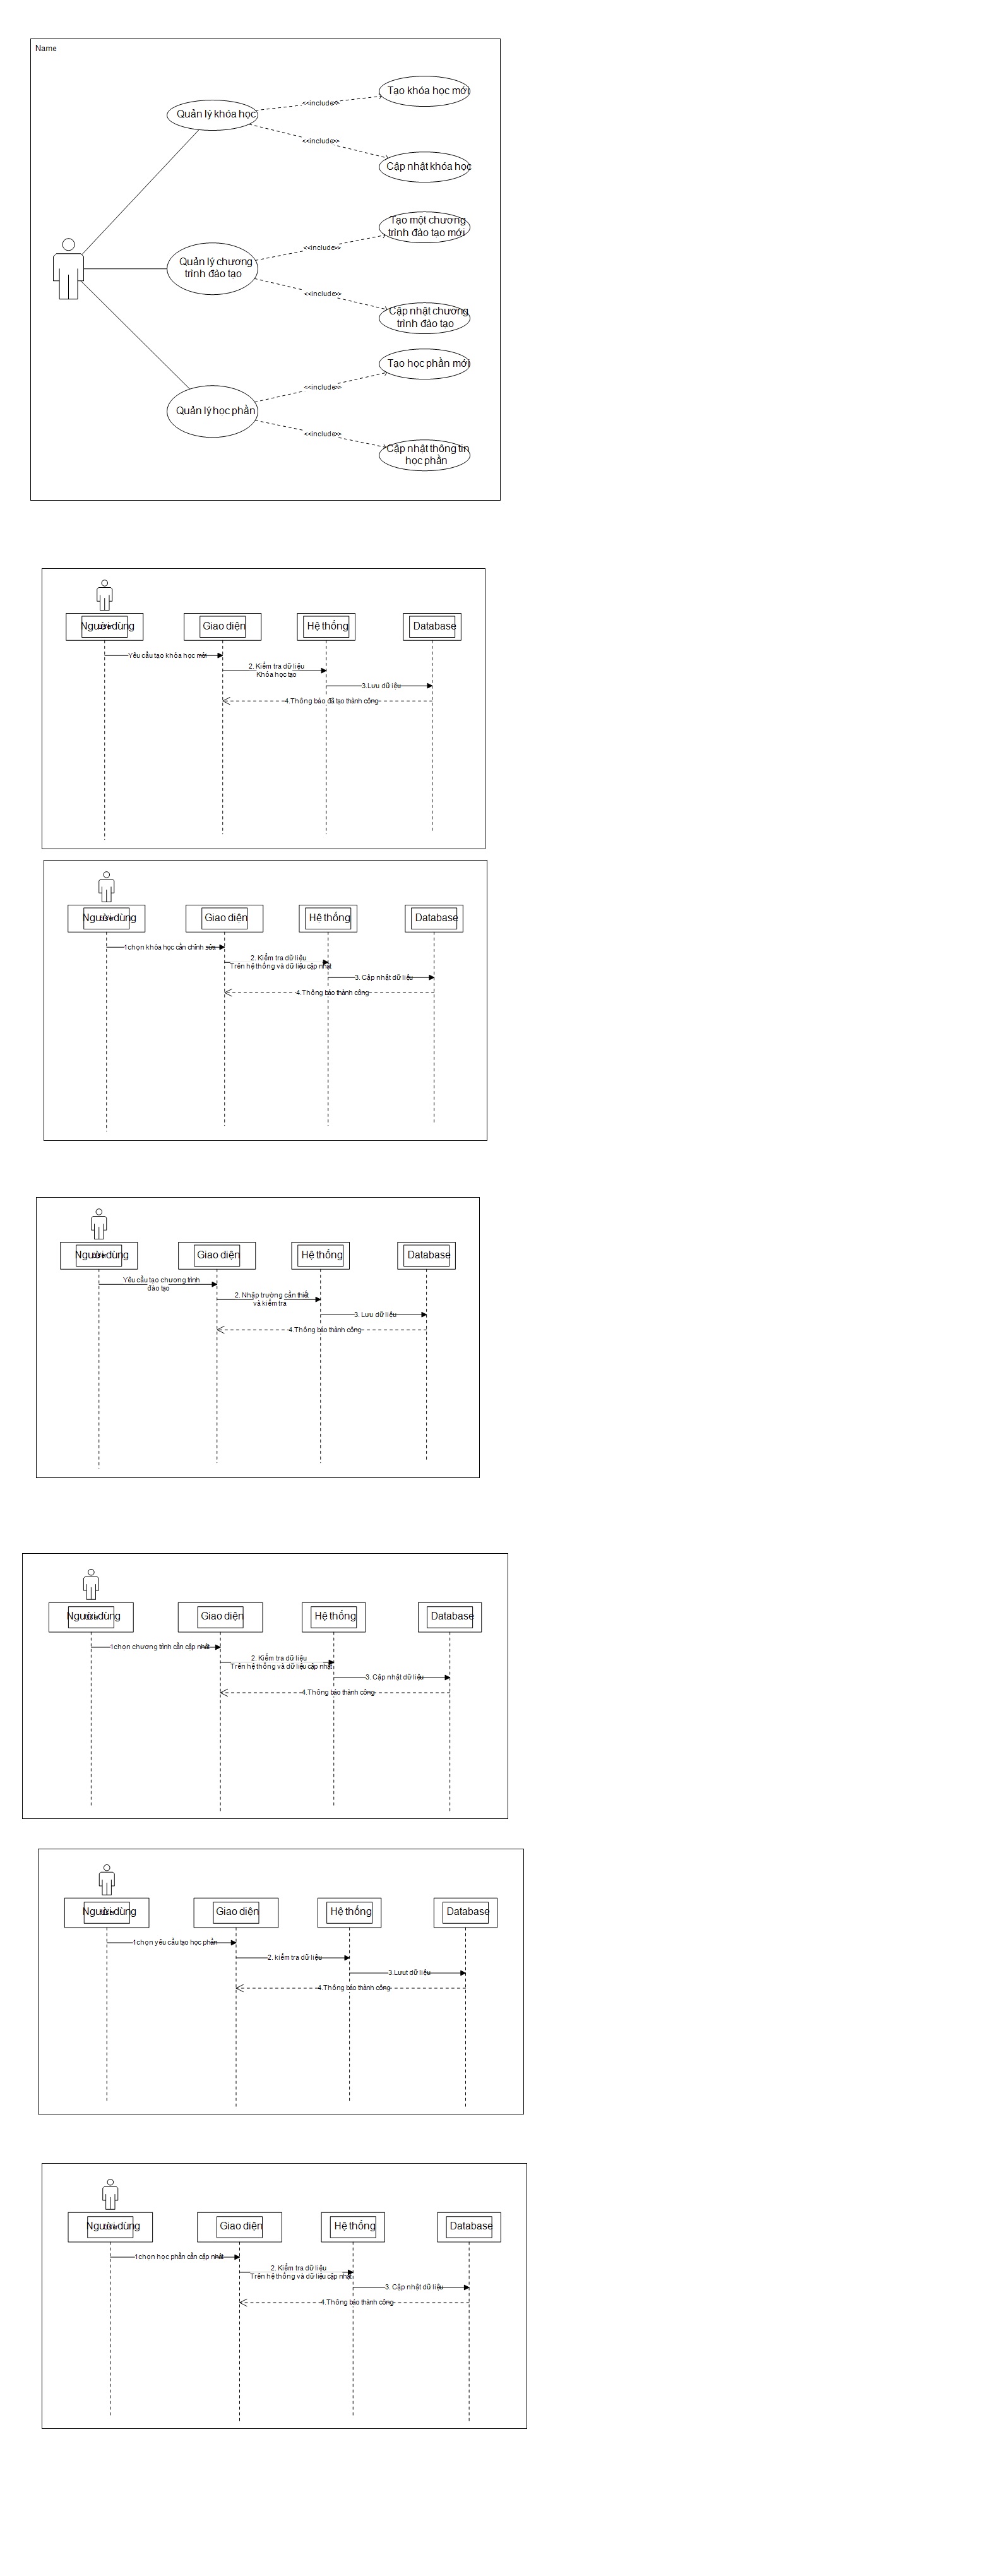 Name
Quản lý khóa học
<<include>>
Tạo khóa học mới
<<include>>
Cập nhật khóa học
Quản lý chương
trình đảo tạo
<<include>>
Tạo một chương
trình đảo tạo mới
<<include>>
Cập nhật chương
trình đảo tạo
Quản lý học phần
<<include>>
Tạo học phần mới
<<include>>
Cập nhật thông tin
học phần
Người dùng
Giao diện
Hệ thống
Database
Yêu cầu tạo khóa học mới
2. Kiểm tra dữ liệu
Khóa học tạo
3.Lưu dữ liệu
4.Thông báo đã tạo thành công
Người dùng
Giao diện
Hệ thống
Database
1chọn khóa học cần chỉnh sửa
2. Kiểm tra dữ liệu
Trên hệ thống và dữ liệu cập nhật
3. Cập nhật dữ liệu
4.Thông báo thành công
Người dùng
Giao diện
Hệ thống
Database
Yêu cầu tạo chương trình
đảo tạo
2. Nhập trường cần thiết
và kiểm tra
3. Lưu dữ liệu
4.Thông báo thành công
Người dùng
Giao diện
Hệ thống
Database
1chọn chương trình cần cập nhật
2. Kiểm tra dữ liệu
Trên hệ thống và dữ liệu cập nhật
3. Cập nhật dữ liệu
4.Thông báo thành công
Người dùng
Giao diện
Hệ thống
Database
1chọn yêu cầu tạo học phần
2. kiểm tra dữ liệu
3.Lưut dữ liệu
4.Thông báo thành công
Người dùng
Giao diện
Hệ thống
Database
1chọn học phần cần cập nhật
2. Kiểm tra dữ liệu
Trên hệ thống và dữ liệu cập nhật
3. Cập nhật dữ liệu
4.Thông báo thành công